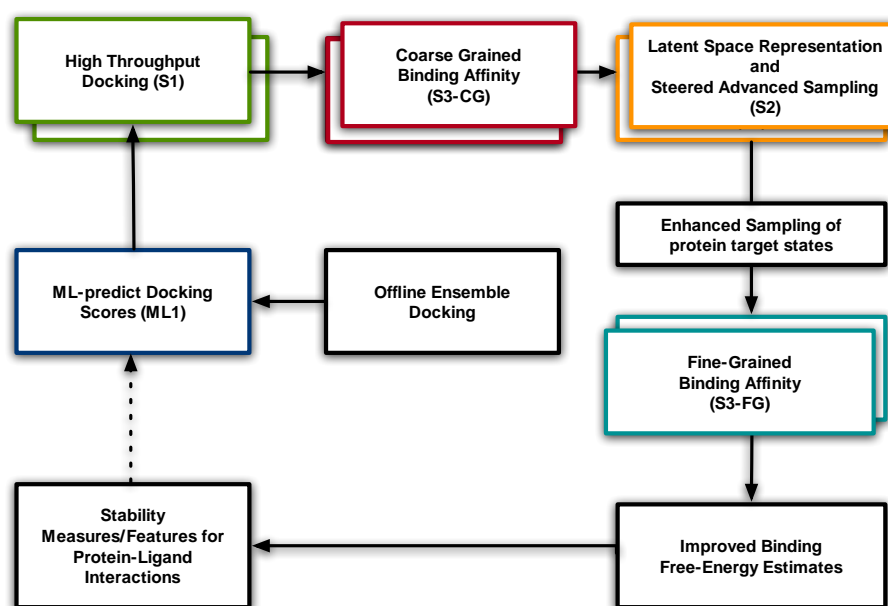 High Throughput
Docking (S1)
Coarse Grained
Binding Affinity
(S3-CG)
Latent Space Representation
and
Steered Advanced Sampling
(S2)
Enhanced Sampling of
protein target states
ML-predict Docking
Scores (ML1)
Offline Ensemble
Docking
Fine-Grained
Binding Affinity
(S3-FG)
Stability
Measures/Features for
Protein-Ligand
Interactions
Improved Binding
Free-Energy Estimates